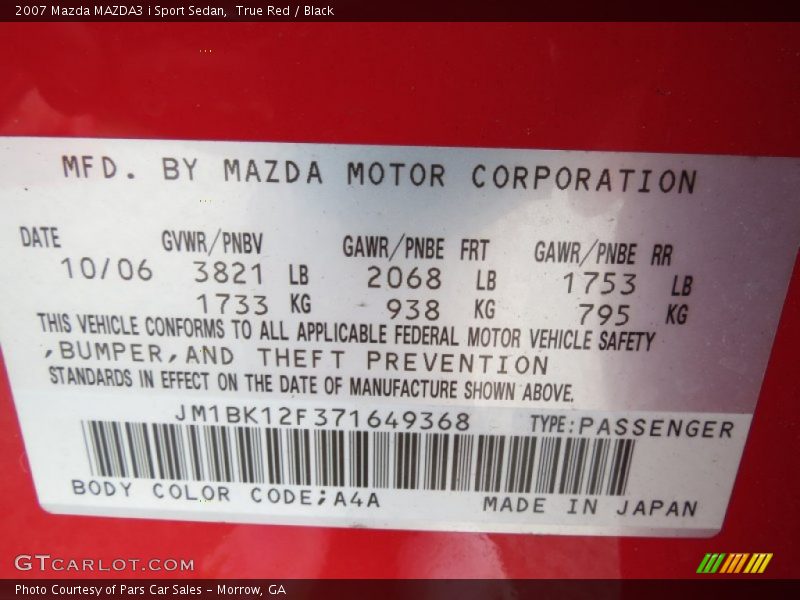 2007 Mazda MAZDA3 i Sport Sedan,  True Red / Black
MFD. BY MAZDA MOTOR CORPORATION
DATE GVWR/PNBV GAWR/PNBE FRT GAWR/PNBE RR
10/06 3821 LB 2068 LB 1753 LB
1733 KG 938 KG 795 KG
THIS VEHICLE CONFORMS TO ALL APPLICABLE FEDERAL MOTOR VEHICLE SAFETY
,BUMPER,AND THEFT PREVENTION
STANDARDS IN EFFECT ON THE DATE OF MANUFACTURE SHOWN ABOVE.
JM1BK12F371649368 TYPE:PASSENGER
BODY COLOR CODE;A4A MADE IN JAPAN
GTCARLOT.COM
Photo Courtesy of Pars Car Sales - Morrow, GA